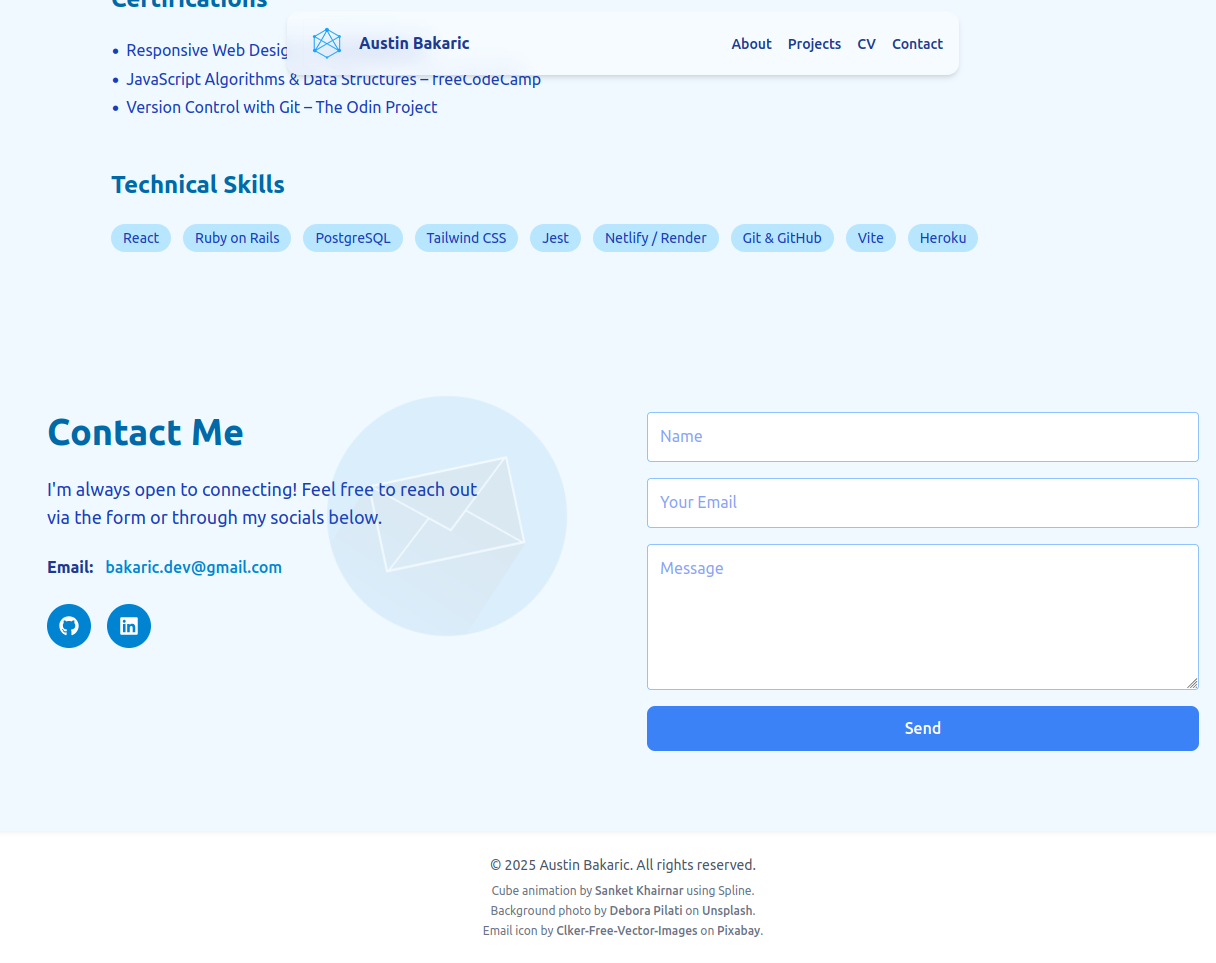 Certifications
Austin Bakaric
About Projects CV Contact
• Responsive Web Desig
• JavaScript Algorithms & Data Structures – freeCodeCamp
• Version Control with Git – The Odin Project
Technical Skills
React Ruby on Rails PostgreSQL Tailwind CSS Jest Netlify / Render Git & GitHub Vite Heroku
Contact Me
I'm always open to connecting! Feel free to reach out
via the form or through my socials below.
Email: bakaric.dev@gmail.com
in
Name
Your Email
Message
Send
© 2025 Austin Bakaric. All rights reserved.
Cube animation by Sanket Khairnar using Spline.
Background photo by Debora Pilati on Unsplash.
Email icon by Clker-Free-Vector-Images on Pixabay.